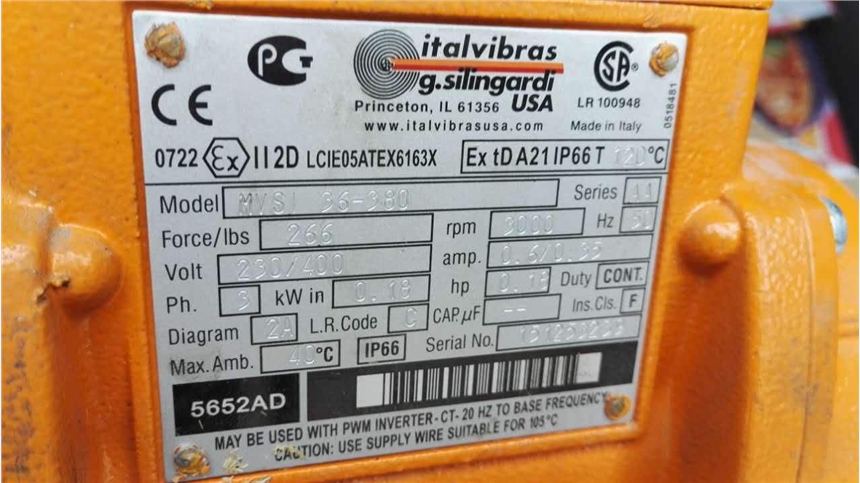 PG italvibras
g.silingardi
CE Princeton, IL 61356 USA LR 100948
www.italvibrasusa.com Made in Italy 0518481
0722 Ex II2D LCIE05ATEX6163X Ex tD A21 IP66 T 120°C
Model MVSI 36-380 Series AA
Force/lbs 266 rpm 3000 Hz 50
Volt 230/400 amp. 0.6/0.35
Ph. 3 kW in 0.18 hp 0.18 Duty CONT.
Diagram 2A L.R.Code C CAP.µF -- Ins.Cls. F
Max.Amb. 40°C IP66 Serial No.
5652AD
MAY BE USED WITH PWM INVERTER-CT- 20 HZ TO BASE FREQUENCY
CAUTION: USE SUPPLY WIRE SUITABLE FOR 105°C